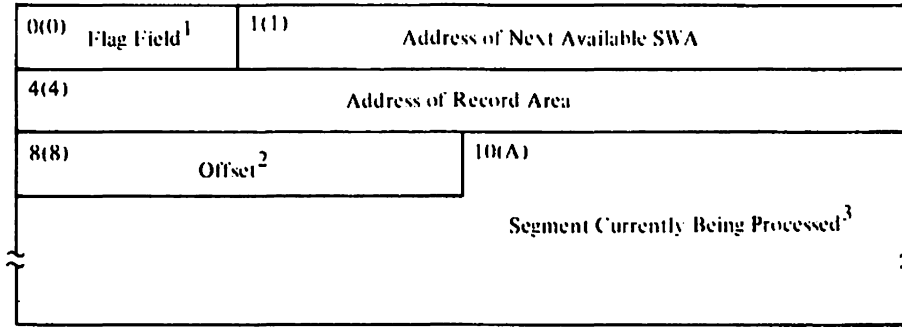 0(0) Flag Field1 1(1) Address of Next Available SWA
4(4) Address of Record Area
8(8) Offset2 10(A)
Segment Currently Being Processed3